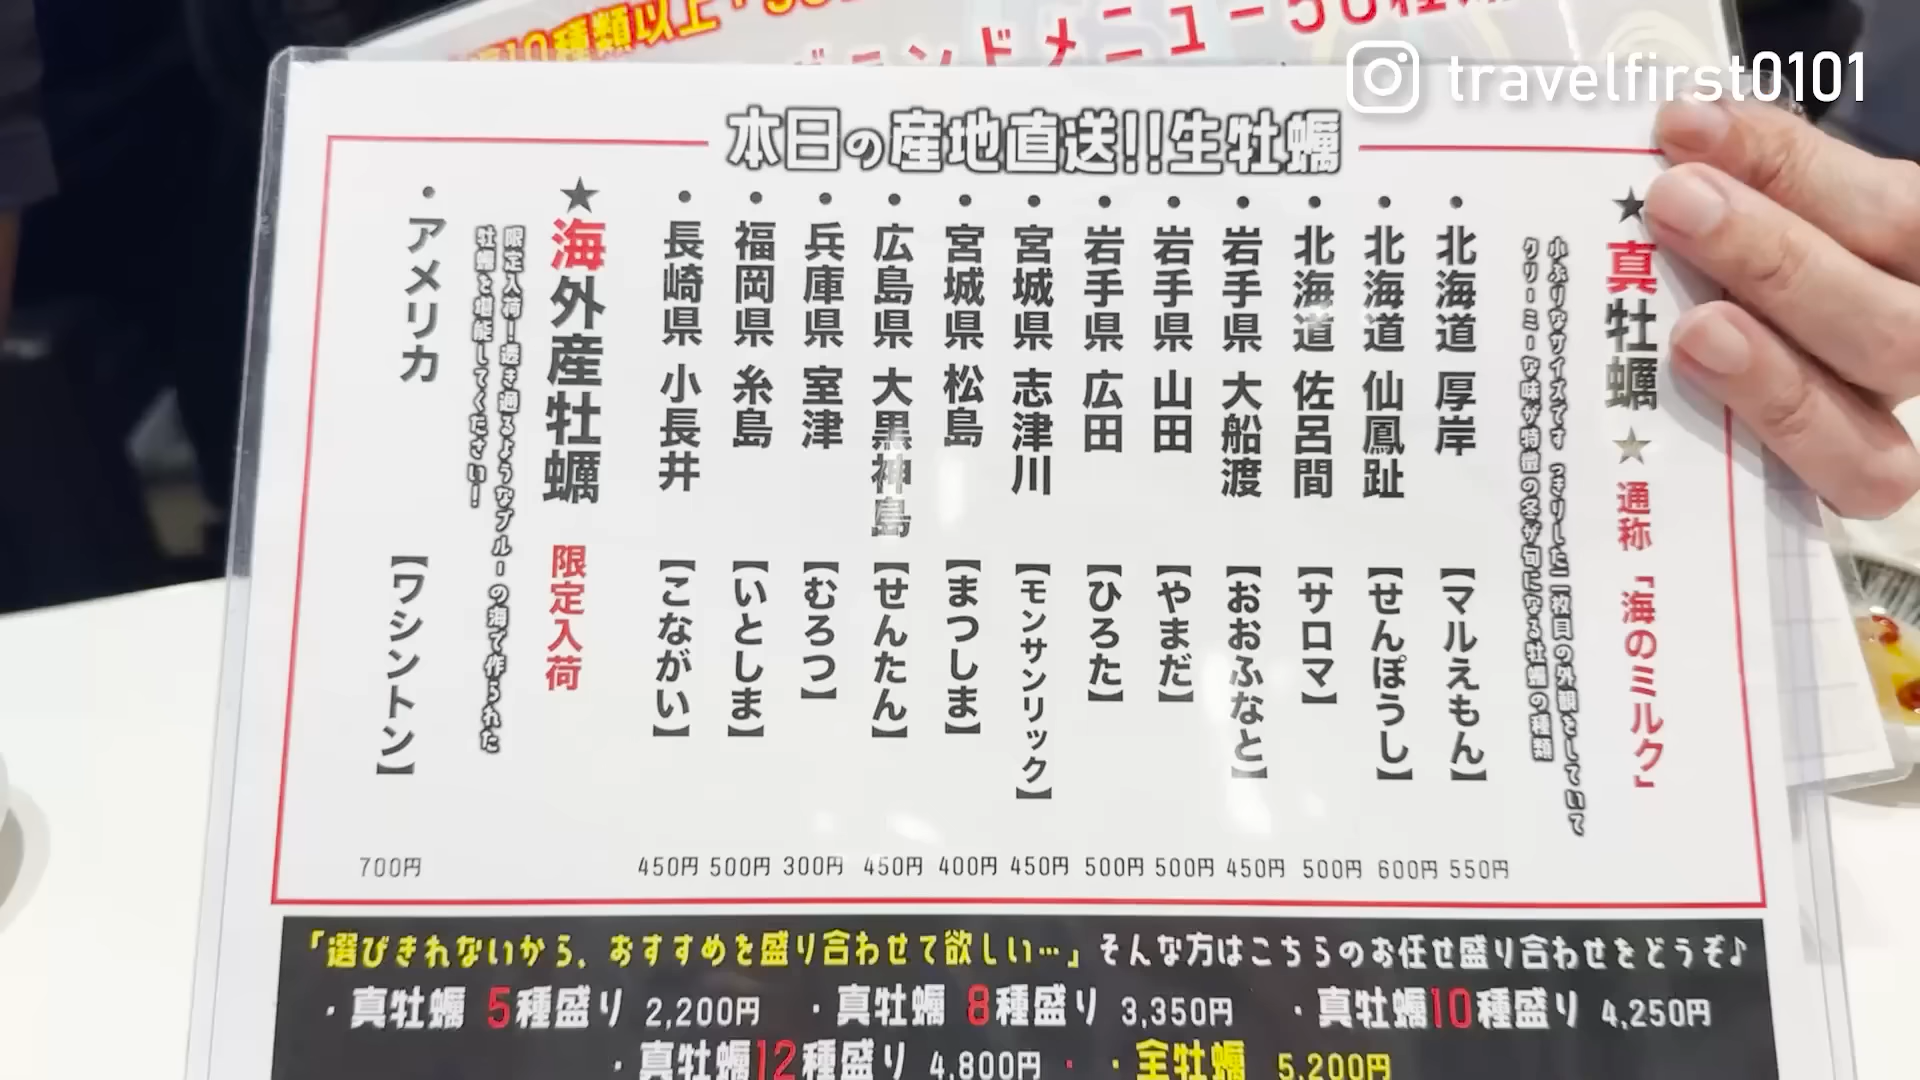 種類以上
グランドメニュー50種
travelfirst0101
本日の産地直送!!生牡蠣
★真牡蠣★通称「海のミルク」
小ぶりなサイズです つきりした二枚目の外観をしていて
クリーミーな味が特徴の冬が旬になる牡蠣の種類
・北海道 厚岸 【マルえもん】 550円
・北海道 仙鳳趾 【せんぽうし】 600円
・北海道 佐呂間 【サロマ】 500円
・岩手県 大船渡 【おおふなと】 450円
・岩手県 山田 【やまだ】 500円
・岩手県 広田 【ひろた】 500円
・宮城県 志津川 【モンサンリック】 450円
・宮城県 松島 【まつしま】 400円
・広島県 大黒神島 【せんたん】 450円
・兵庫県 室津 【むろつ】 300円
・福岡県 糸島 【いとしま】 500円
・長崎県 小長井 【こながい】 450円
★海外産牡蠣 限定入荷
限定入荷！透き通るようなブルーの海で作られた
牡蠣を堪能してください！
・アメリカ 【ワシントン】 700円
「選びきれないから、おすすめを盛り合わせて欲しい…」そんな方はこちらのお任せ盛り合わせをどうぞ♪
・真牡蠣 5種盛り 2,200円 ・真牡蠣 8種盛り 3,350円 ・真牡蠣10種盛り 4,250円
・真牡蠣12種盛り 4,800円 ・ ・全牡蠣 5,200円